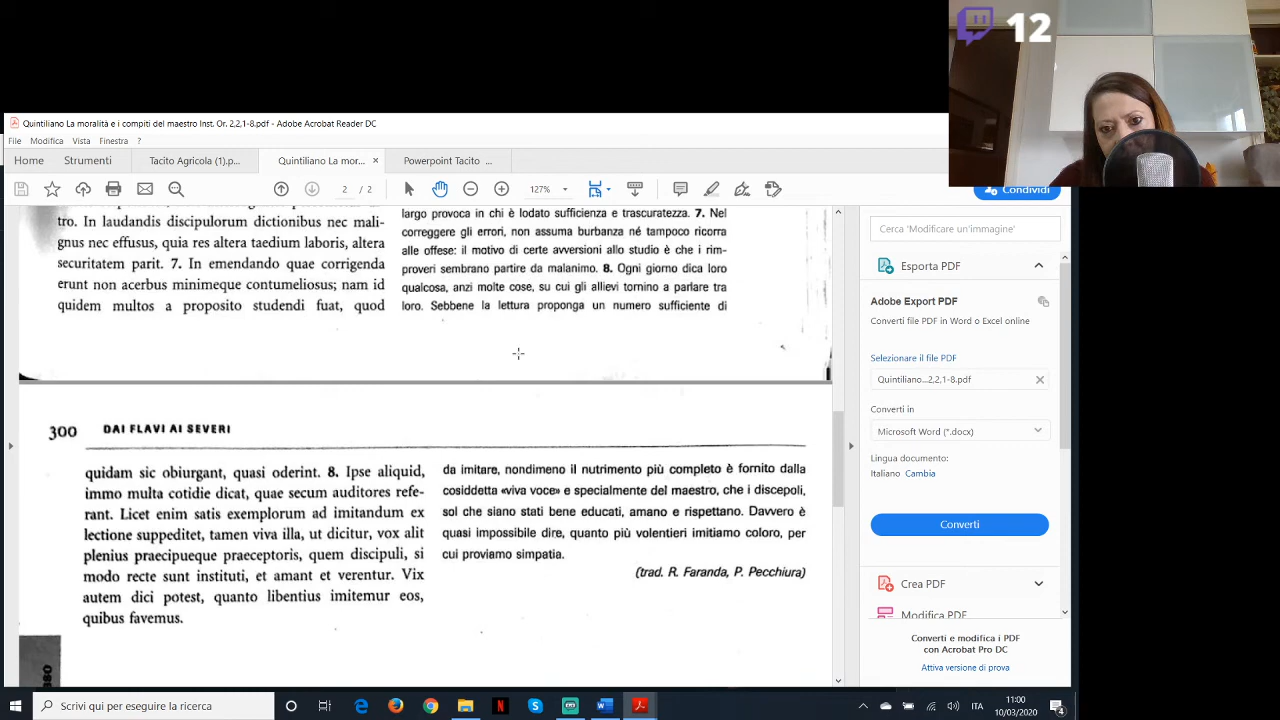 12
Quintiliano La moralità e i compiti del maestro Inst. Or. 2,2,1-8.pdf - Adobe Acrobat Reader DC
File Modifica Vista Finestra ?
Home Strumenti Tacito Agricola (1).p... Quintiliano La mor... × Powerpoint Tacito ...
2 / 2 127% Condividi
tro. In laudandis discipulorum dictionibus nec mali-
gnus nec effusus, quia res altera taedium laboris, altera
securitatem parit. 7. In emendando quae corrigenda
erunt non acerbus minimeque contumeliosus; nam id
quidem multos a proposito studendi fuat, quod
largo provoca in chi è lodato sufficienza e trascuratezza. 7. Nel
correggere gli errori, non assuma burbanza né tampoco ricorra
alle offese: il motivo di certe avversioni allo studio è che i rim-
proveri sembrano partire da malanimo. 8. Ogni giorno dica loro
qualcosa, anzi molte cose, su cui gli allievi tornino a parlare tra
loro. Sebbene la lettura proponga un numero sufficiente di
300 DAI FLAVI AI SEVERI
quidam sic obiurgant, quasi oderint. 8. Ipse aliquid,
immo multa cotidie dicat, quae secum auditores refe-
rant. Licet enim satis exemplorum ad imitandum ex
lectione suppeditet, tamen viva illa, ut dicitur, vox alit
plenius praecipueque praeceptoris, quem discipuli, si
modo recte sunt instituti, et amant et verentur. Vix
autem dici potest, quanto libentius imitemur eos,
quibus favemus.
da imitare, nondimeno il nutrimento più completo è fornito dalla
cosiddetta «viva voce» e specialmente del maestro, che i discepoli,
sol che siano stati bene educati, amano e rispettano. Davvero è
quasi impossibile dire, quanto più volentieri imitiamo coloro, per
cui proviamo simpatia.
(trad. R. Faranda, P. Pecchiura)
Cerca 'Modificare un'immagine'
Esporta PDF
Adobe Export PDF
Converti file PDF in Word o Excel online
Selezionare il file PDF
Quintiliano...2,2,1-8.pdf
Converti in
Microsoft Word (*.docx)
Lingua documento:
Italiano Cambia
Converti
Crea PDF
Modifica PDF
Converti e modifica i PDF
con Acrobat Pro DC
Attiva versione di prova
Scrivi qui per eseguire la ricerca
ITA
11:00
10/03/2020
4